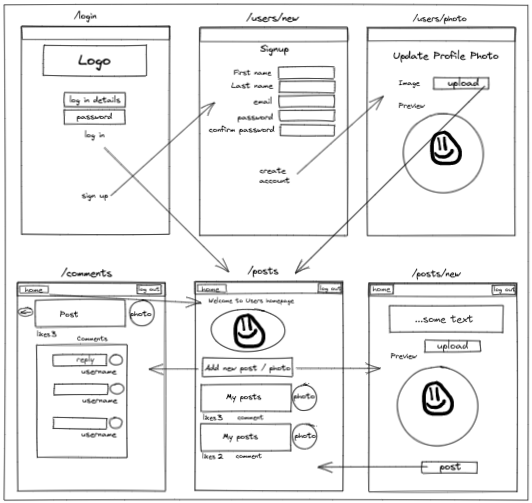 /login
Logo
log in details
password
log in
sign up
/users/new
Signup
First name
Last name
email
password
confirm password
create
account
/users/photo
Update Profile Photo
Image upload
Preview
/comments
home log out
Post photo
likes 3
Comments
reply
username
username
username
/posts
home log out
Welcome to Users homepage
Add new post / photo
My posts photo
likes 3 comment
My posts photo
likes 2 comment
/posts/new
home log out
...some text
upload
Preview
post